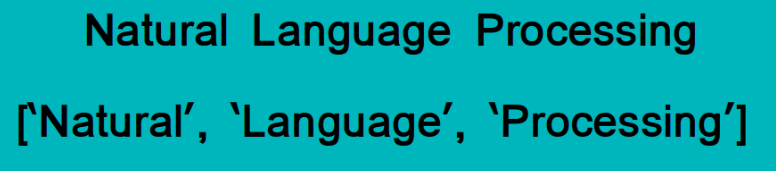 Natural Language Processing
[‵Natural′, ‵Language′, ‵Processing′]